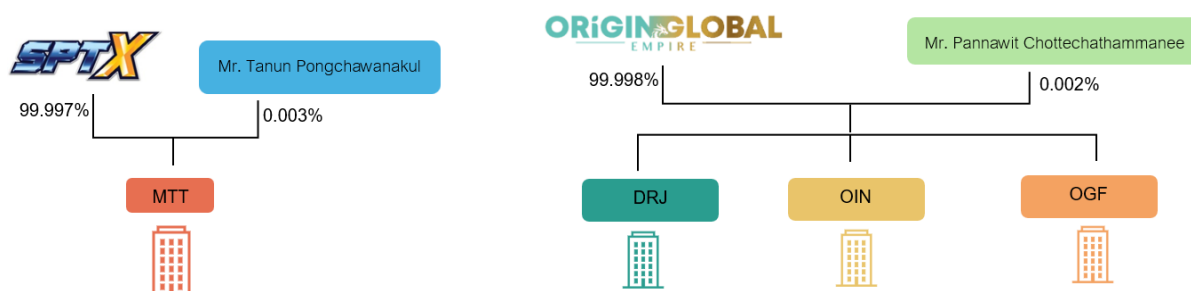 SPTX
Mr. Tanun Pongchawanakul
99.997%
0.003%
MTT
ORiGIN GLOBAL
EMPIRE
Mr. Pannawit Chottechathammanee
99.998%
0.002%
DRJ
OIN
OGF